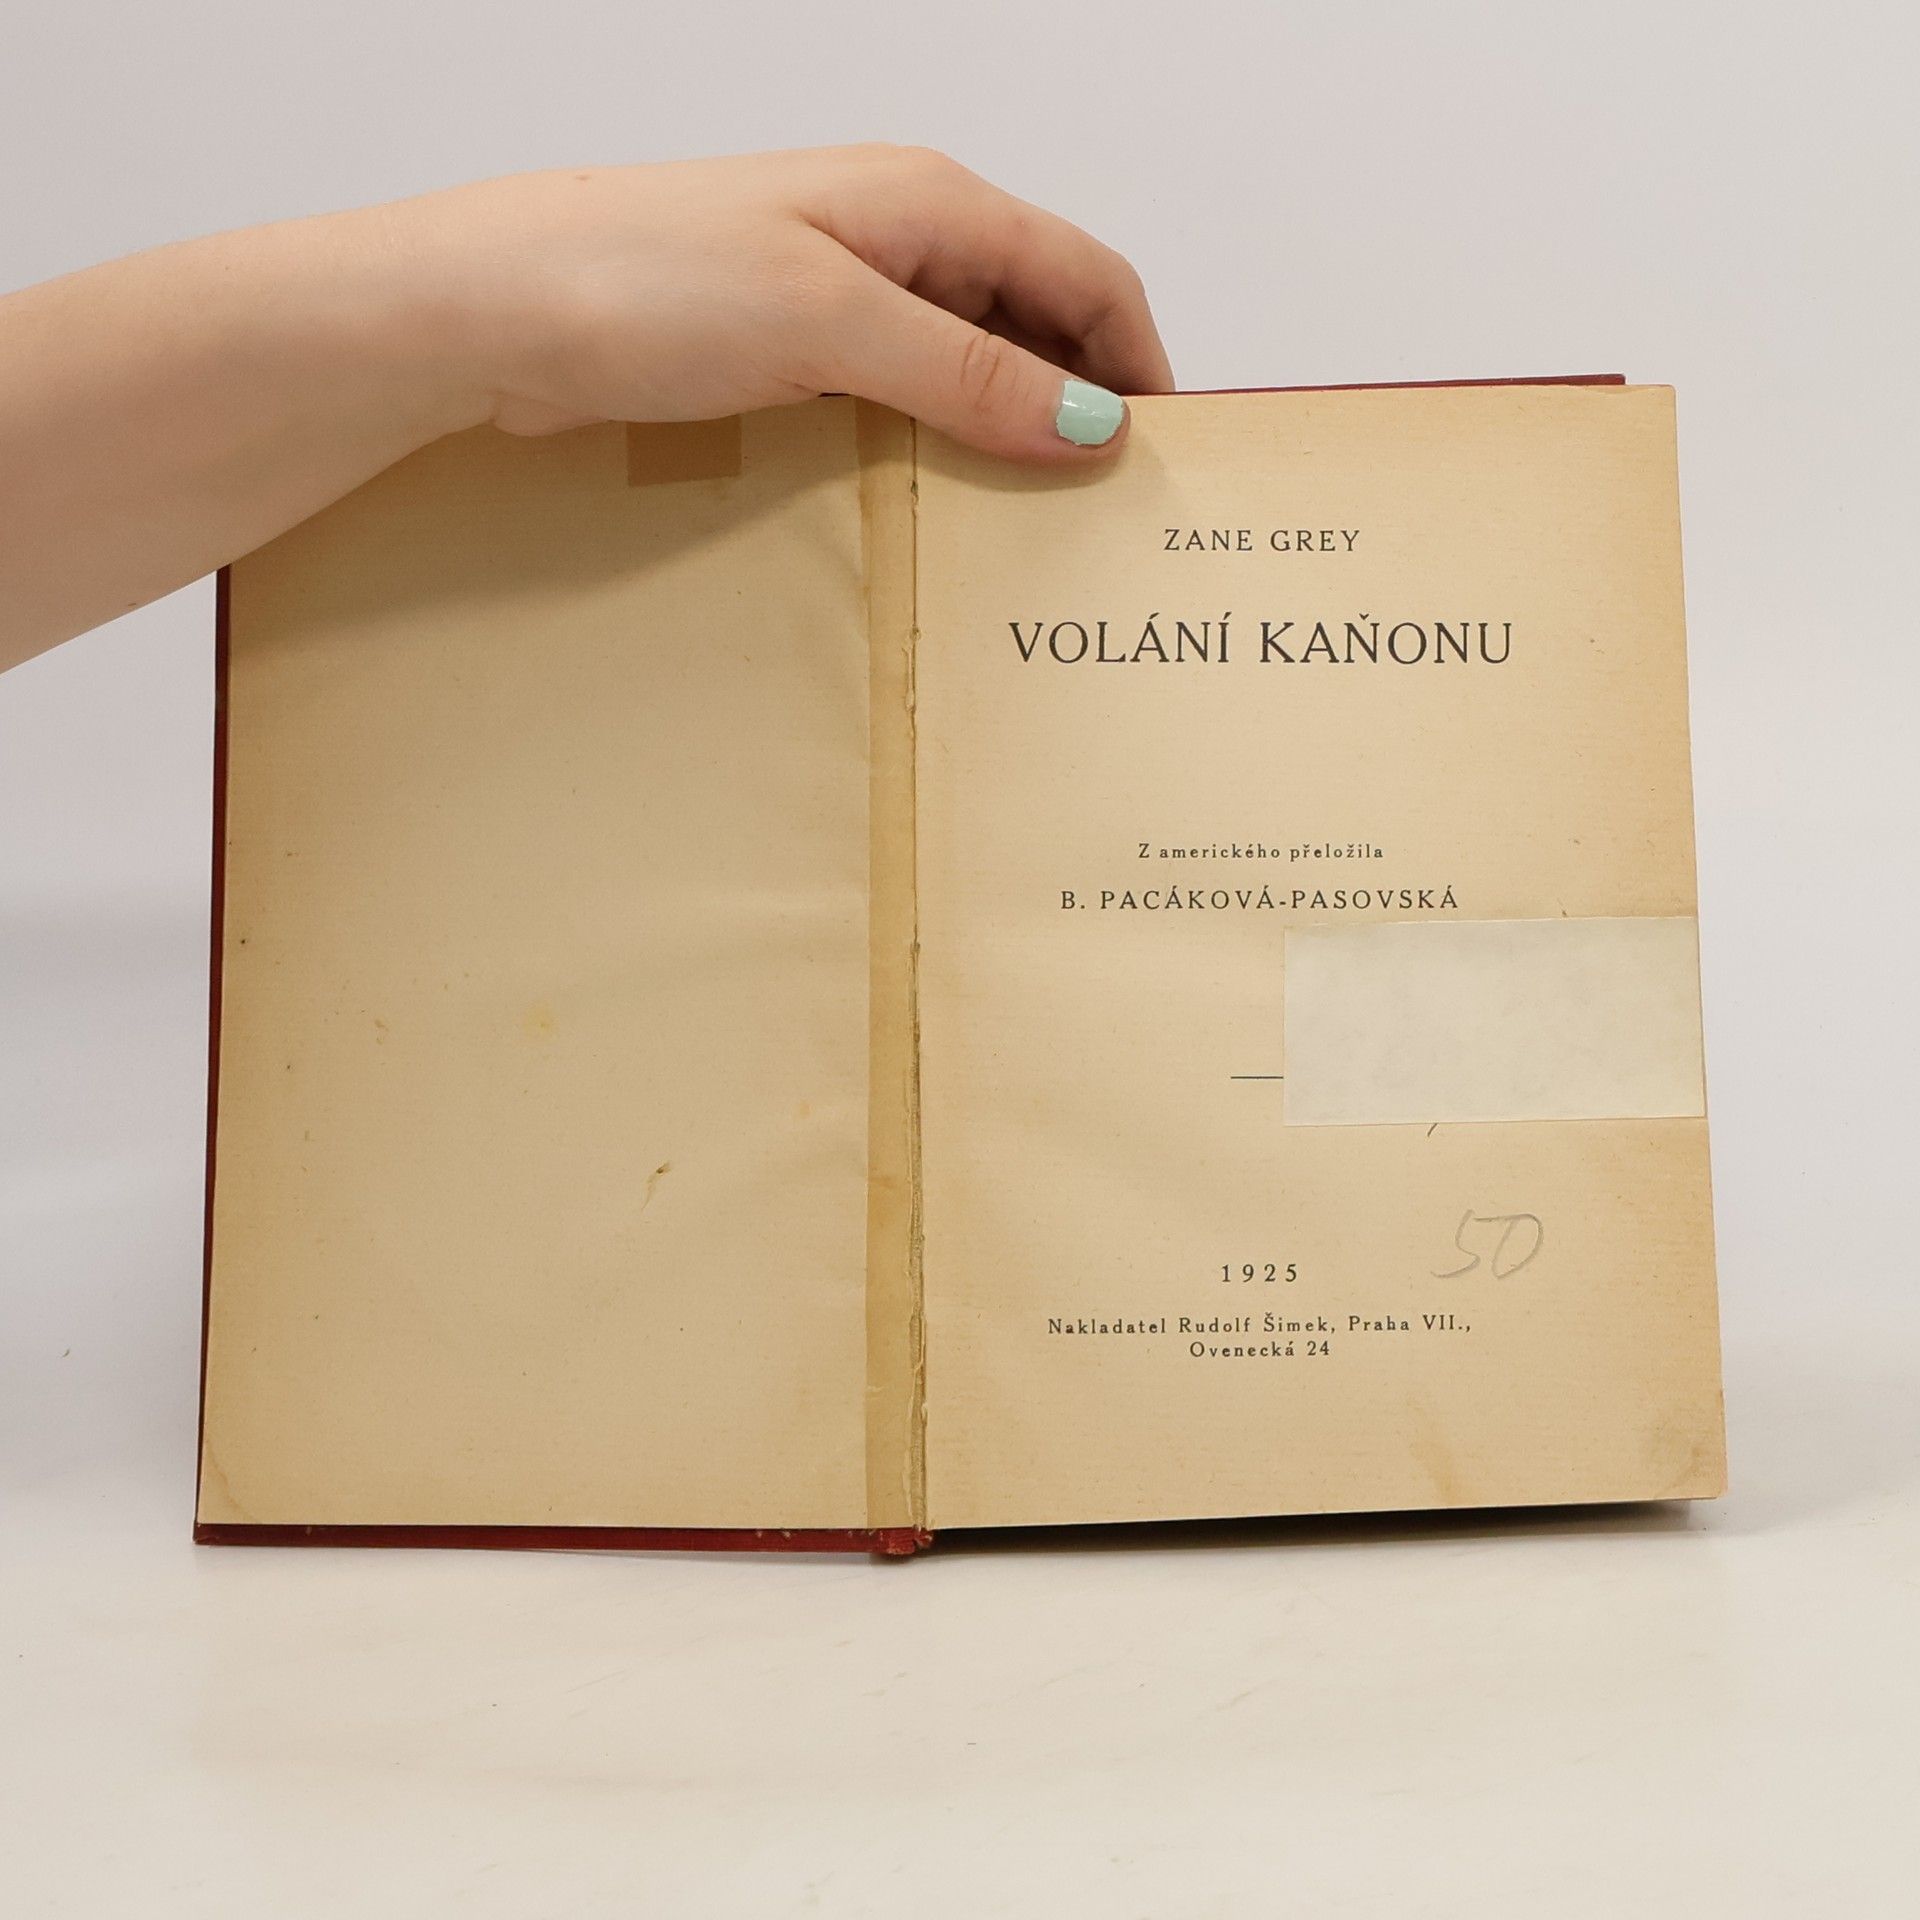 ZANE GREY
VOLÁNÍ KAŇONU
Z amerického přeložila
B. PACÁKOVÁ-PASOVSKÁ
50
1925
Nakladatel Rudolf Šimek, Praha VII.,
Ovenecká 24